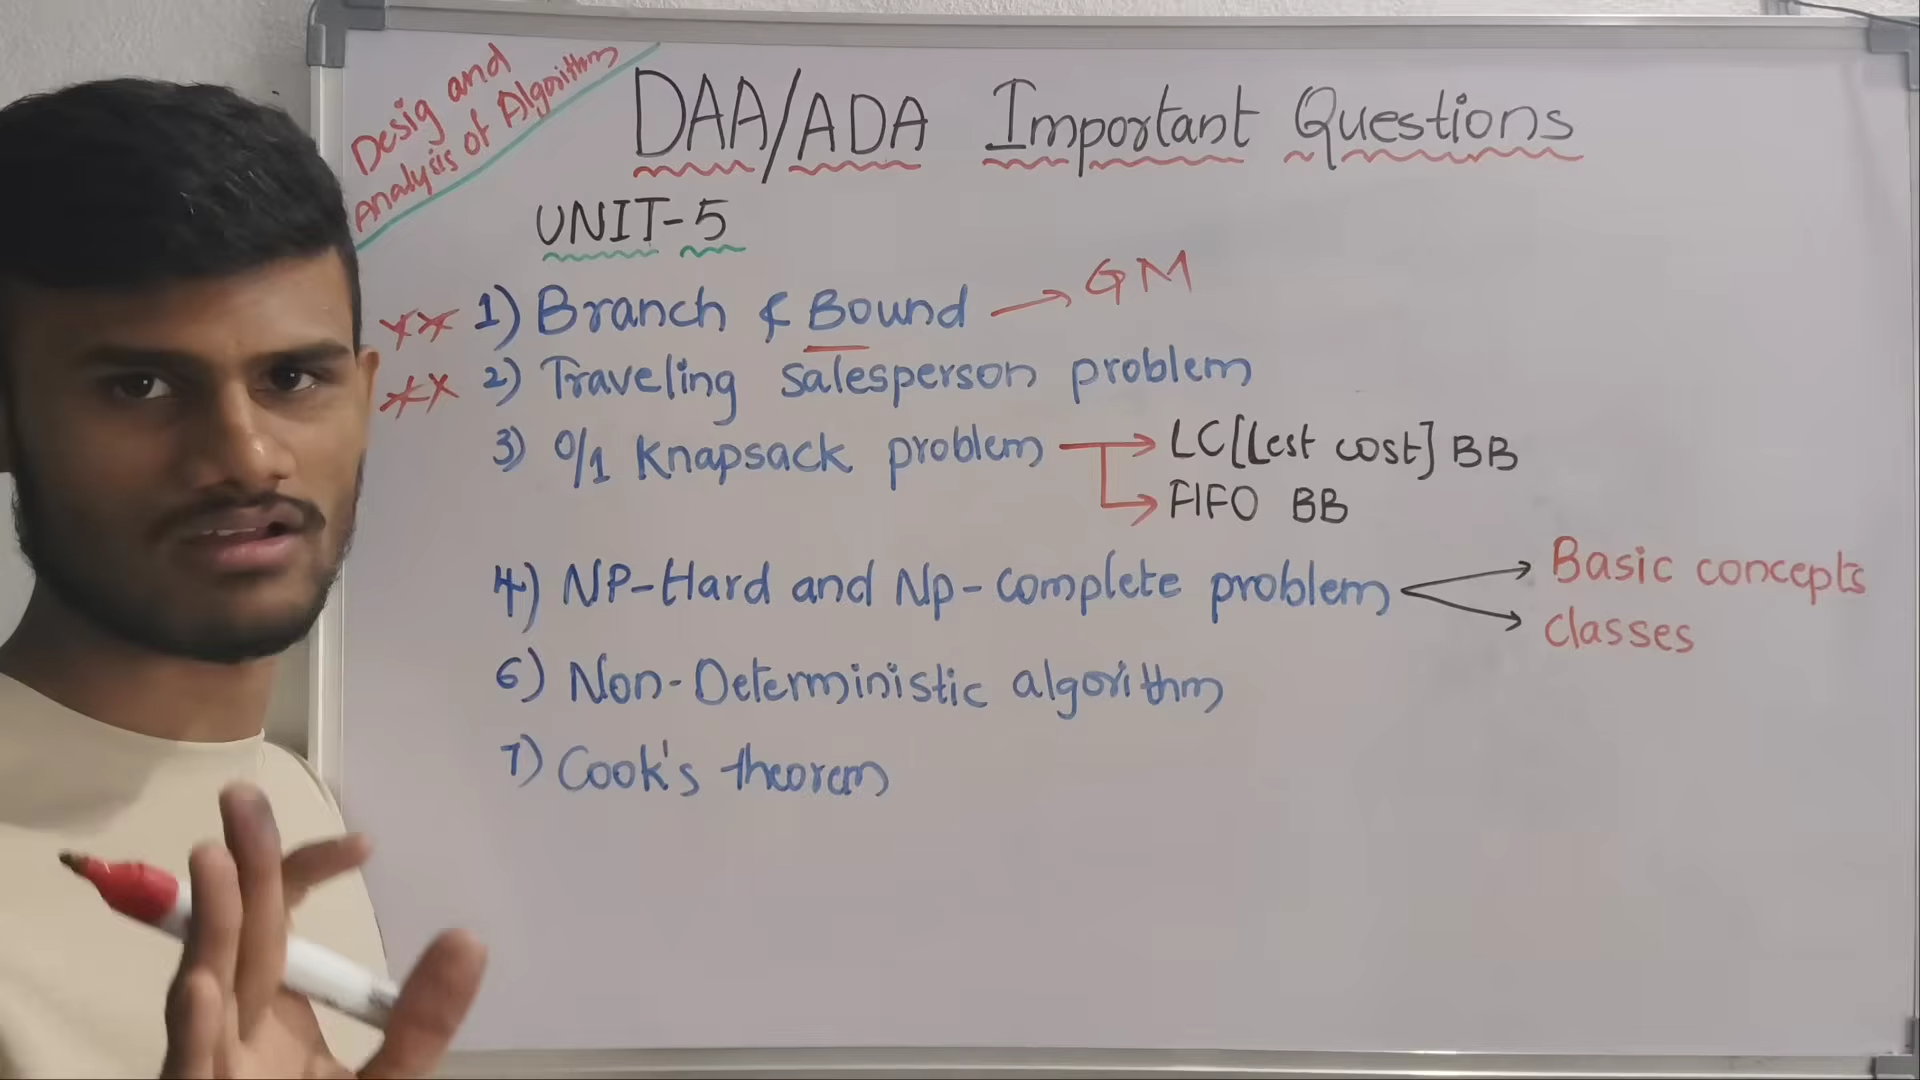 Desig and
Analysis of Algorithm
DAA/ADA Important Questions
UNIT-5
1) Branch & Bound → GM
2) Traveling salesperson problem
3) 0/1 Knapsack problem → LC[Lest cost] BB
→ FIFO BB
4) NP-Hard and Np-complete problem → Basic concepts
→ classes
6) Non-Deterministic algorithm
7) Cook's theorem